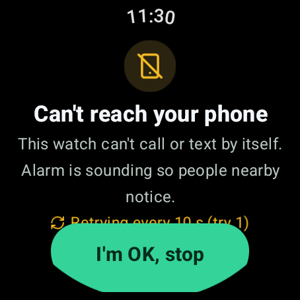 11:30
Can't reach your phone
This watch can't call or text by itself.
Alarm is sounding so people nearby
notice.
Retrying every 10 s (try 1)
I'm OK, stop